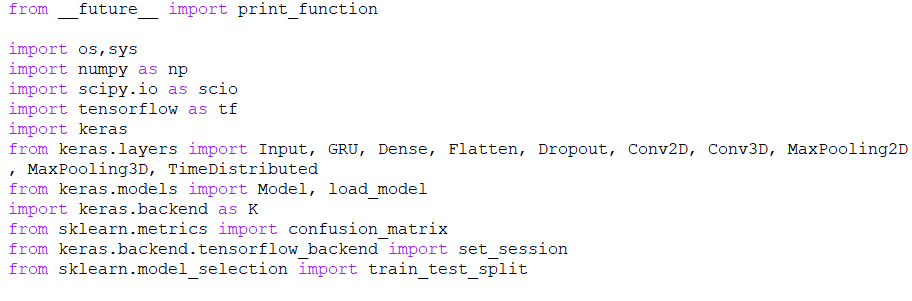 from __future__ import print_function
import os,sys
import numpy as np
import scipy.io as scio
import tensorflow as tf
import keras
from keras.layers import Input, GRU, Dense, Flatten, Dropout, Conv2D, Conv3D, MaxPooling2D
, MaxPooling3D, TimeDistributed
from keras.models import Model, load_model
import keras.backend as K
from sklearn.metrics import confusion_matrix
from keras.backend.tensorflow_backend import set_session
from sklearn.model_selection import train_test_split